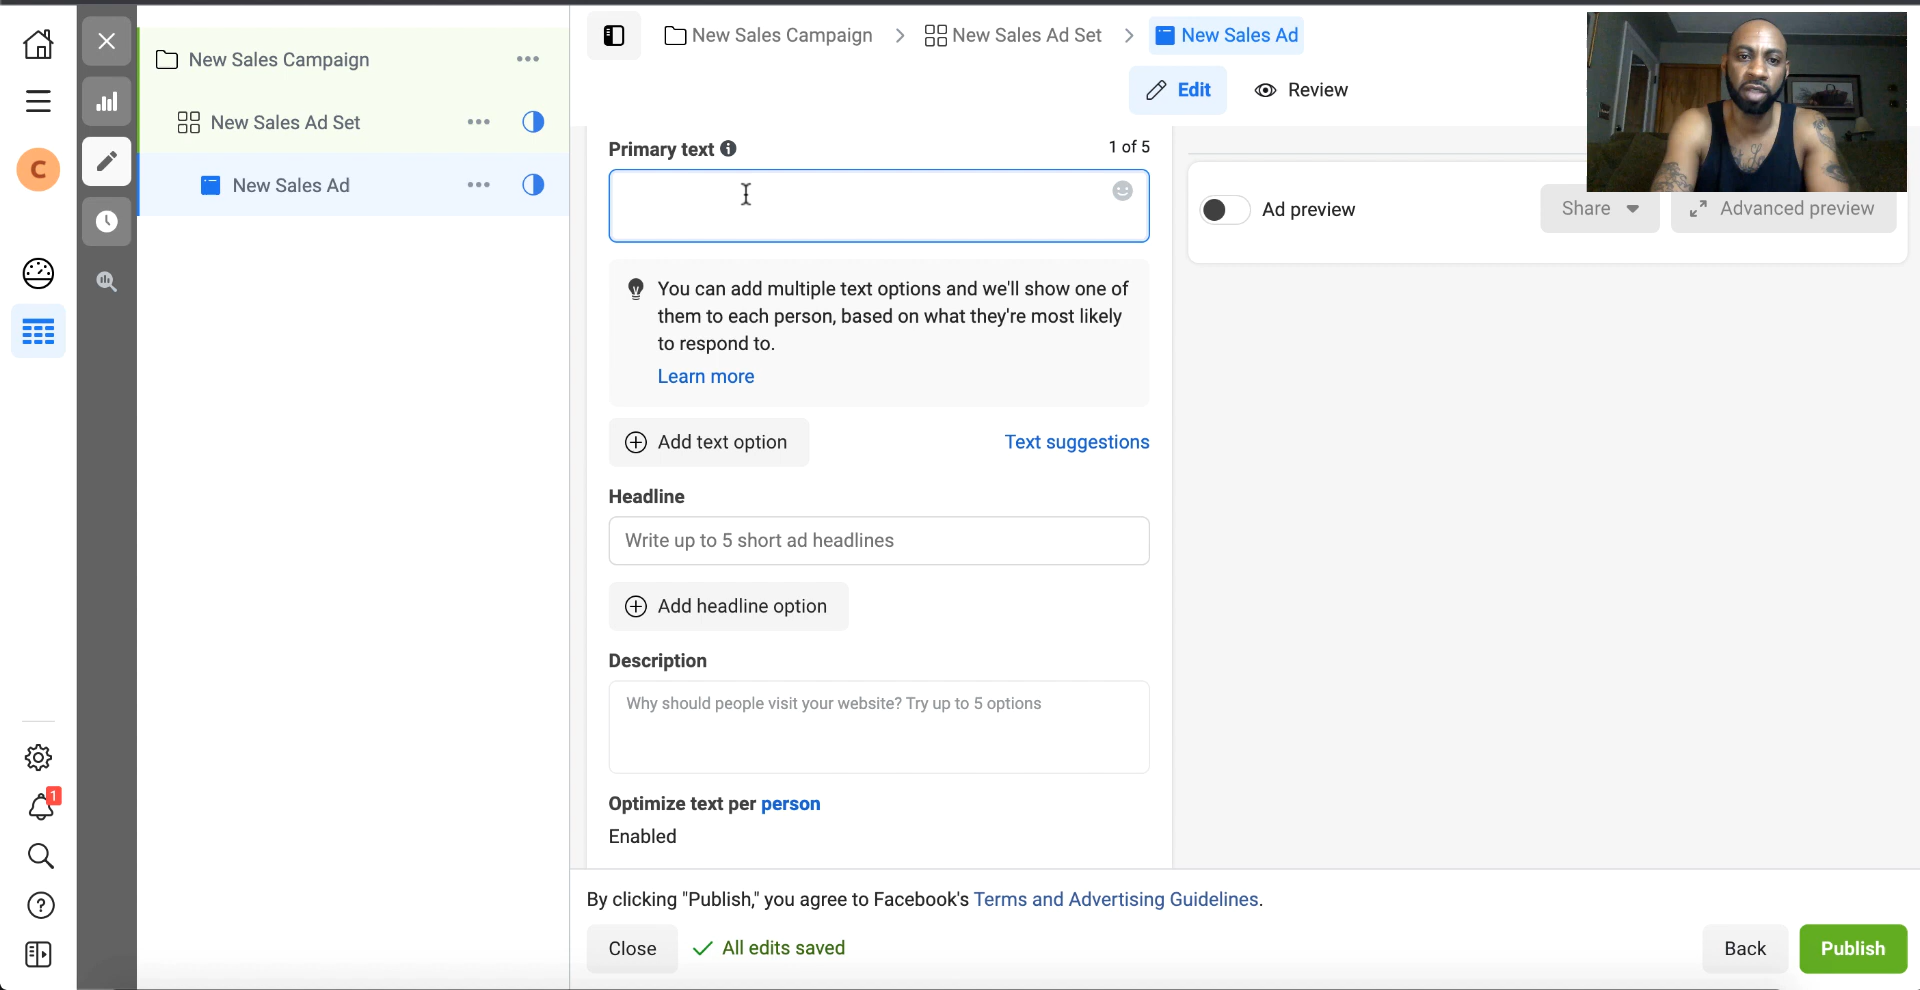 New Sales Campaign
New Sales Ad Set
New Sales Ad
C
1
New Sales Campaign > New Sales Ad Set > New Sales Ad
Edit Review
Primary text 1 of 5
You can add multiple text options and we'll show one of
them to each person, based on what they're most likely
to respond to.
Learn more
Add text option Text suggestions
Headline
Write up to 5 short ad headlines
Add headline option
Description
Why should people visit your website? Try up to 5 options
Optimize text per person
Enabled
Ad preview Share Advanced preview
By clicking "Publish," you agree to Facebook's Terms and Advertising Guidelines.
Close All edits saved Back Publish